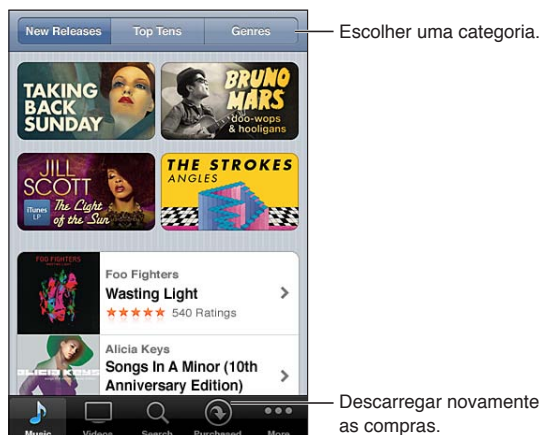 New Releases
Top Tens
Genres
Escolher uma categoria.
TAKING
BACK
SUNDAY
BRUNO
MARS
doo-wops
& hooligans
JILL
SCOTT
iTunes
LP
The Light
of the Sun
THE STROKES
ANGLES
FOO FIGHTERS
WASTING LIGHT
Foo Fighters
Wasting Light
540 Ratings
Alicia Keys
Songs In A Minor (10th
Anniversary Edition)
Descarregar novamente
as compras.
Music
Videos
Search
Purchased
More